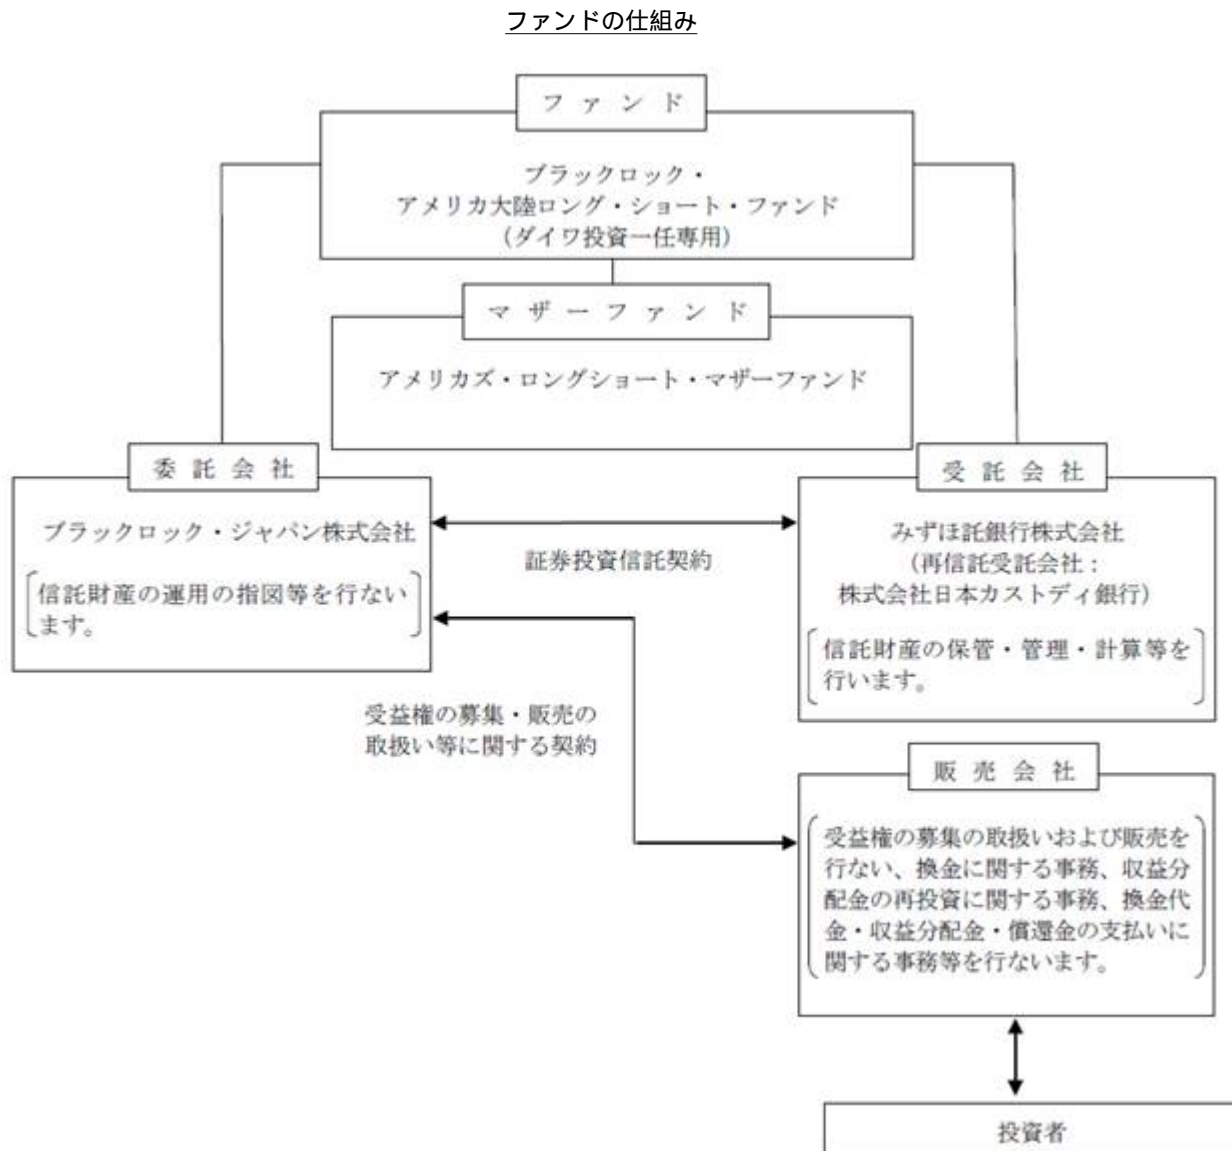 ファンドの仕組み
ファンド
ブラックロック・
アメリカ大陸ロング・ショート・ファンド
（ダイワ投資一任専用）
マザーファンド
アメリカズ・ロングショート・マザーファンド
委託会社
ブラックロック・ジャパン株式会社
信託財産の運用の指図等を行ない
ます。
証券投資信託契約
受託会社
みずほ託銀行株式会社
（再信託受託会社：
株式会社日本カストディ銀行）
信託財産の保管・管理・計算等を
行います。
受益権の募集・販売の
取扱い等に関する契約
販売会社
受益権の募集の取扱いおよび販売を
行ない、換金に関する事務、収益分
配金の再投資に関する事務、換金代
金・収益分配金・償還金の支払いに
関する事務等を行ないます。
投資者